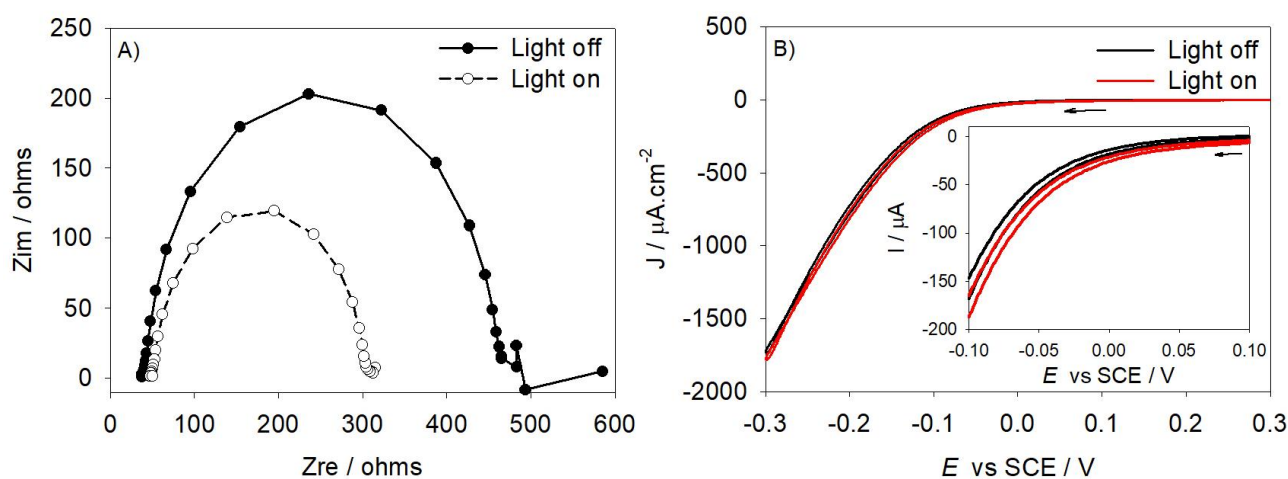 A)
Light off
Light on
250
200
150
100
50
0
Zim / ohms
0 100 200 300 400 500 600
Zre / ohms
B)
Light off
Light on
500
0
-500
-1000
-1500
-2000
J / µA.cm-2
-0.3 -0.2 -0.1 0.0 0.1 0.2 0.3
E vs SCE / V
0
-50
-100
-150
-200
I / µA
-0.10 -0.05 0.00 0.05 0.10
E vs SCE / V